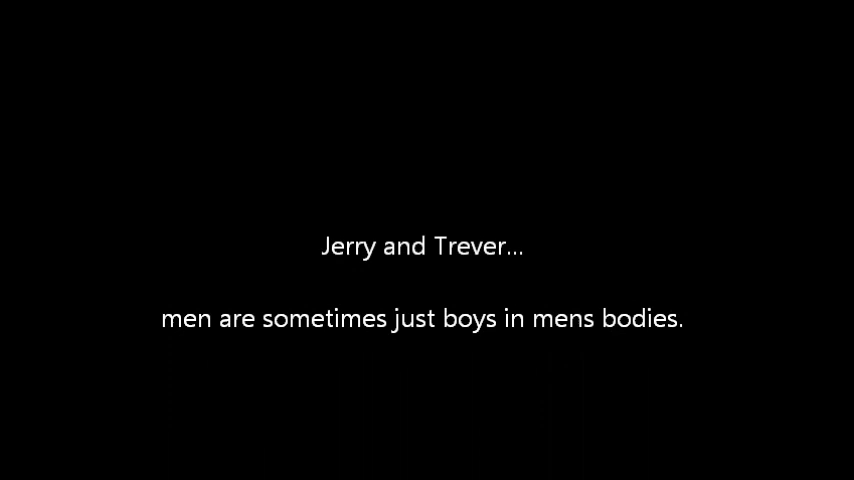 Jerry and Trever...
men are sometimes just boys in mens bodies.